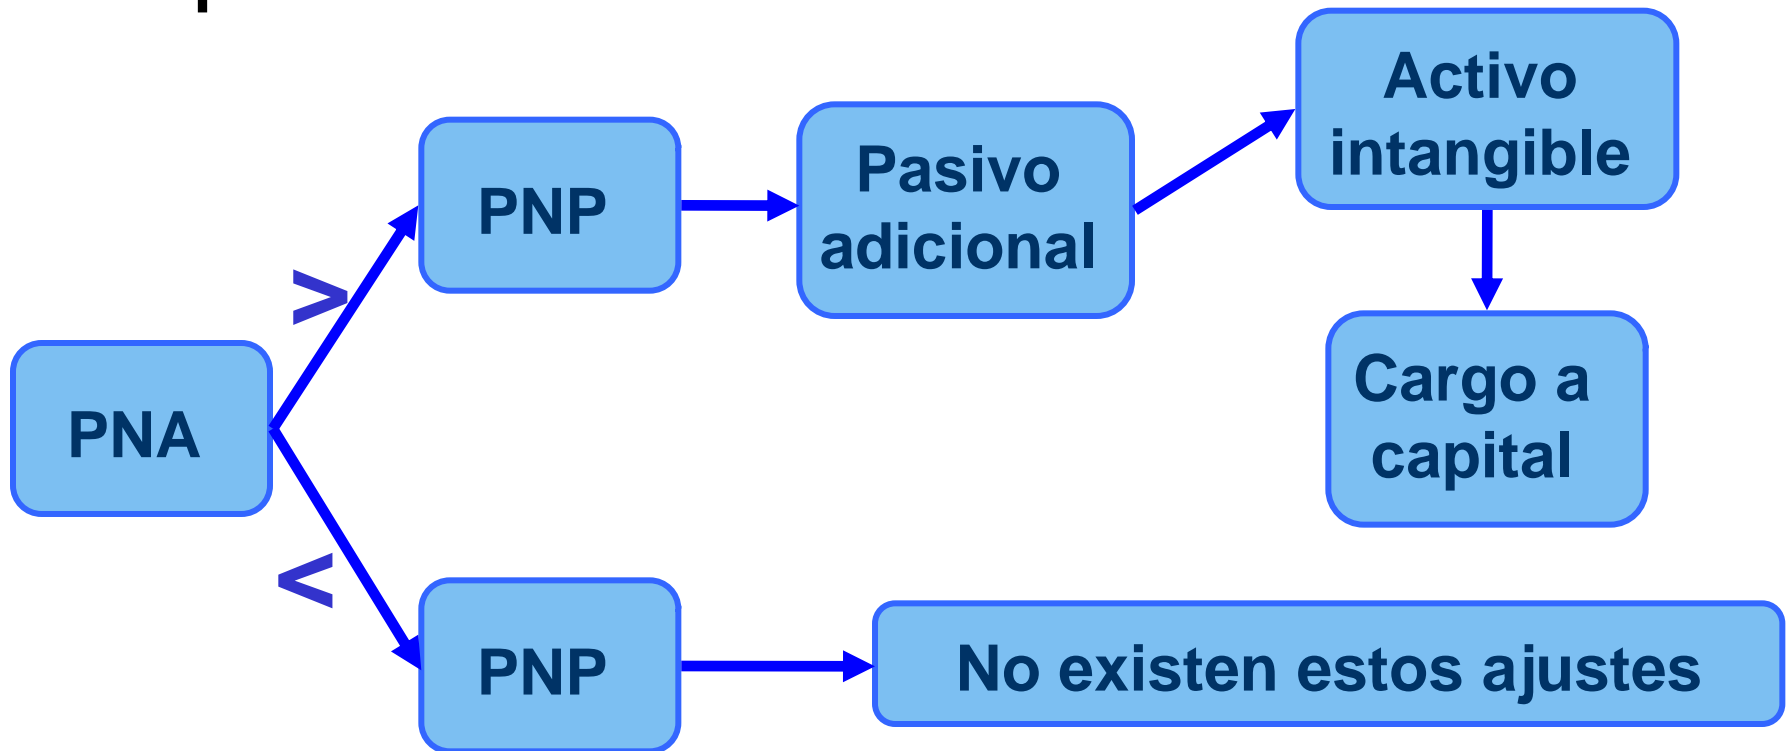 Activo
intangible
PNP
Pasivo
adicional
>
PNA
Cargo a
capital
<
PNP
No existen estos ajustes